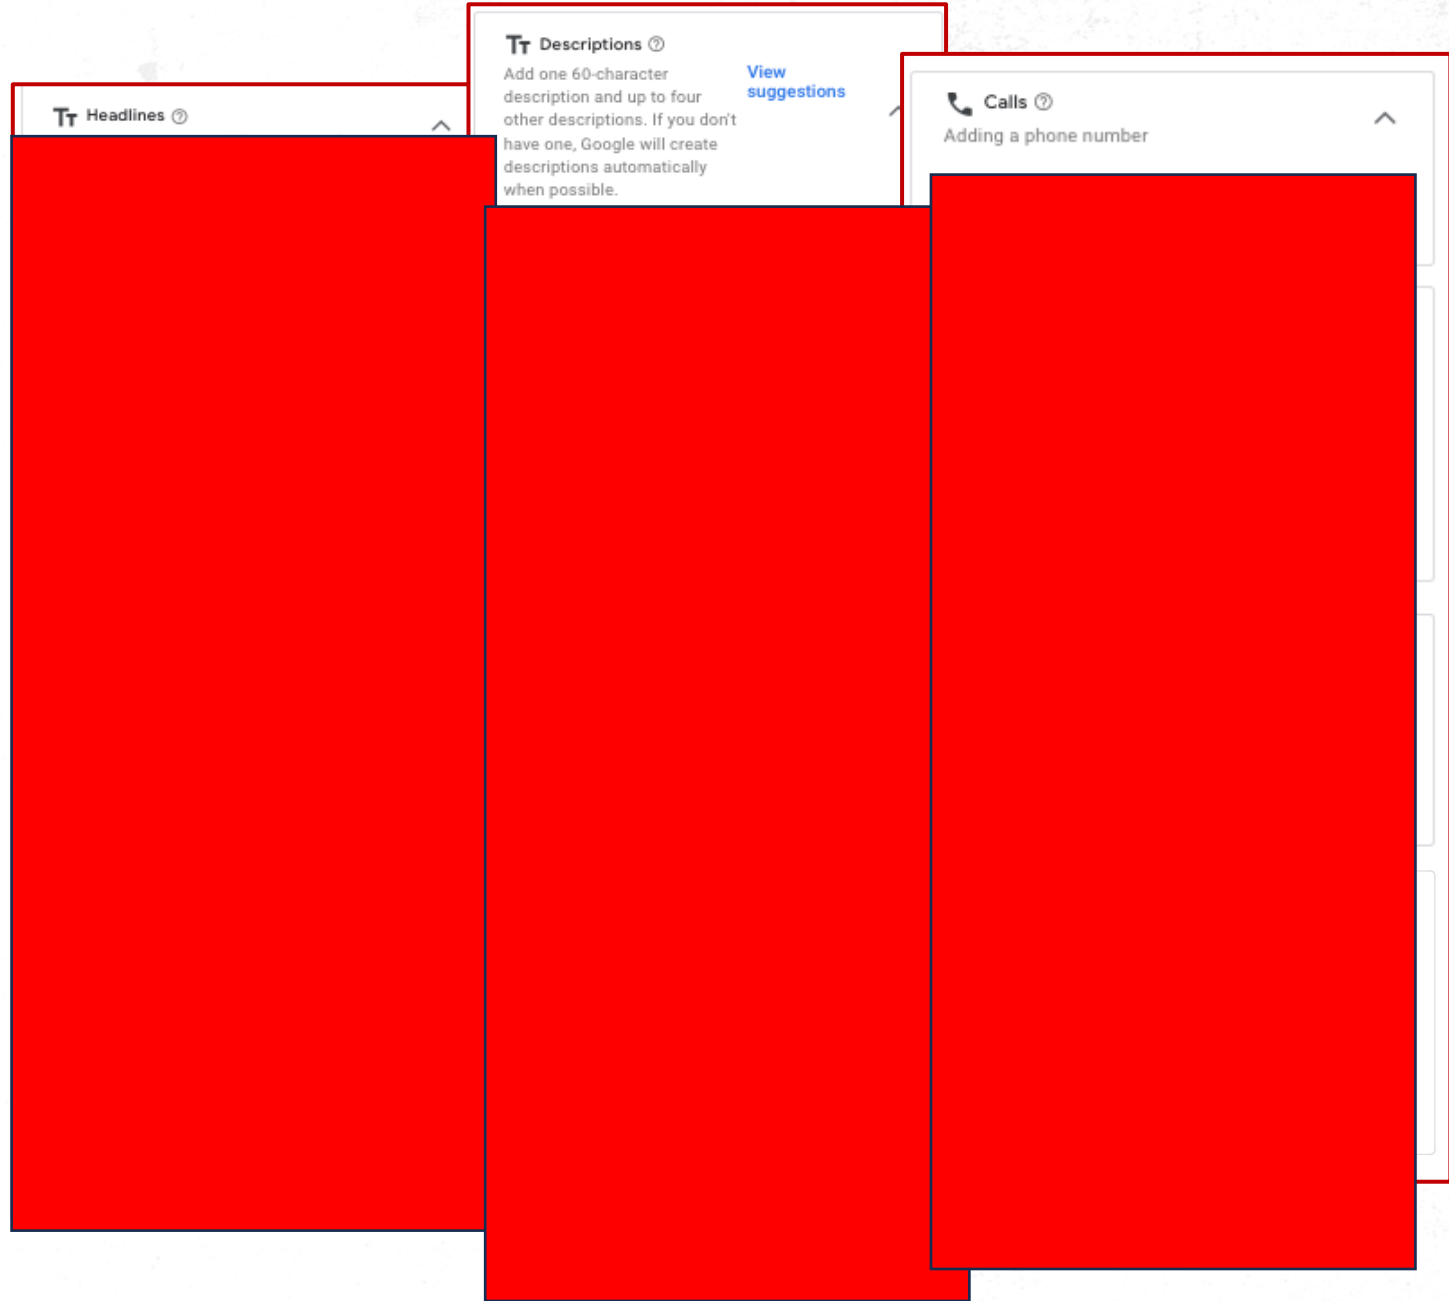 Headlines
Descriptions
Add one 60-character
description and up to four
other descriptions. If you don't
have one, Google will create
descriptions automatically
when possible.
View
suggestions
Calls
Adding a phone number